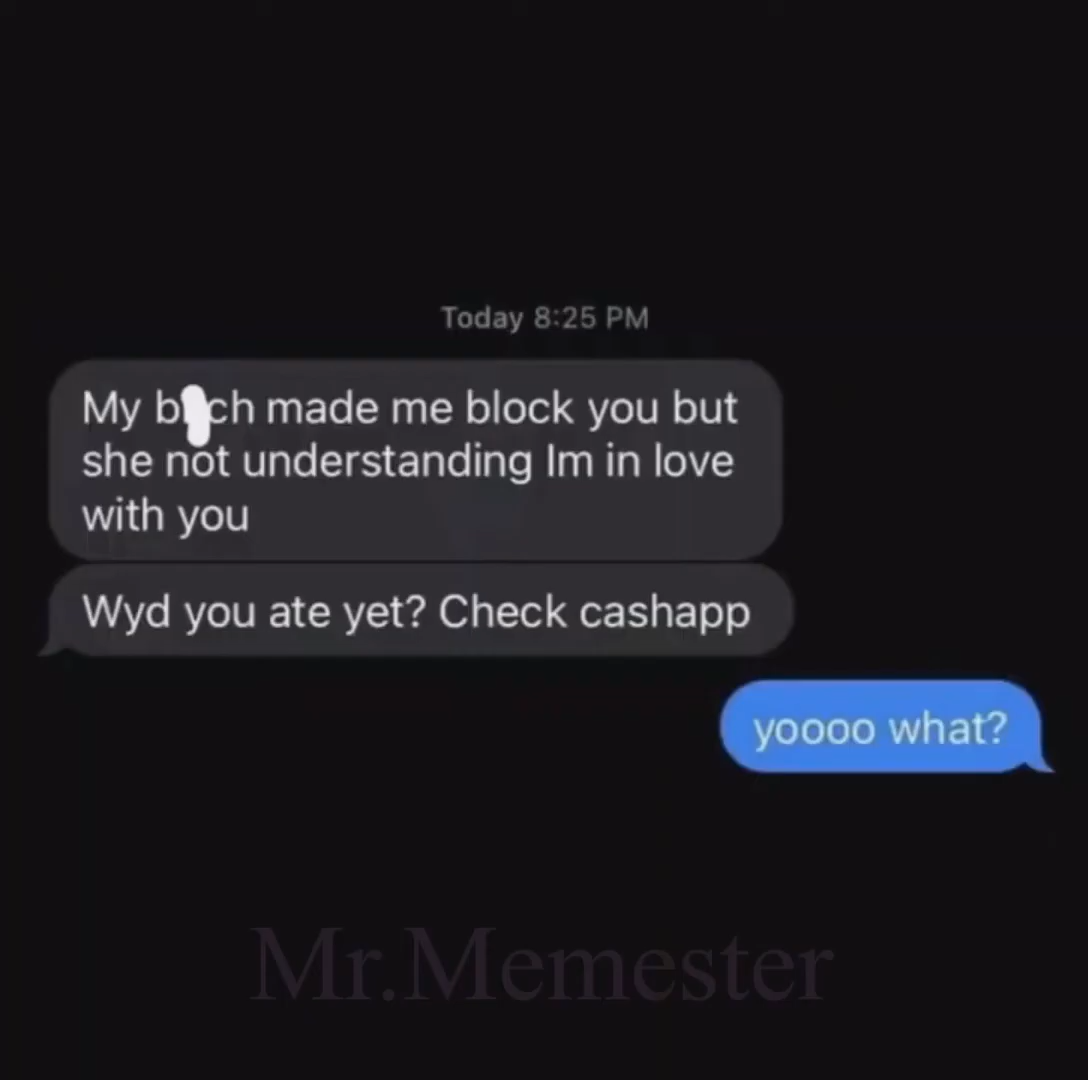 Today 8:25 PM
My bch made me block you but
she not understanding Im in love
with you
Wyd you ate yet? Check cashapp
yoooo what?
Mr.Memester